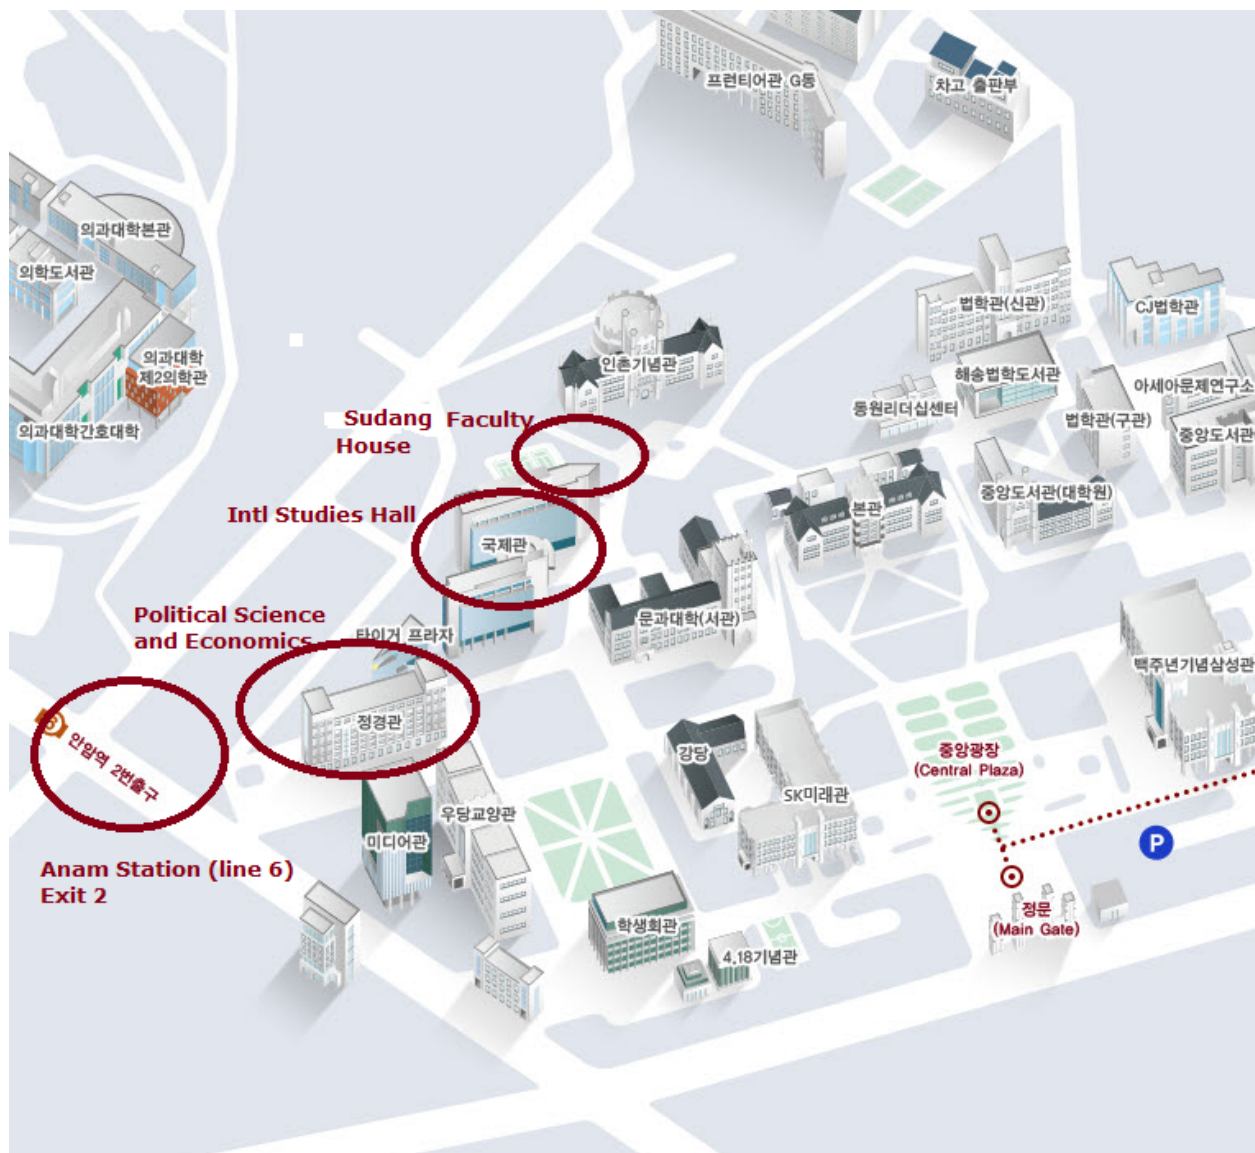 프런티어관 G동
차고 출판부
의과대학본관
의학도서관
법학관(신관)
CJ법학관
의과대학
제2의학관
인촌기념관
해송법학도서관
아세아문제연구소
동원리더십센터
법학관(구관)
의과대학간호대학
중앙도서관
Sudang Faculty
House
중앙도서관(대학원)
본관
Intl Studies Hall
국제관
Political Science
and Economics
타이거 프라자
문과대학(서관)
백주년기념삼성관
정경관
안암역 2번출구
강당
중앙광장
(Central Plaza)
SK미래관
우당교양관
미디어관
P
Anam Station (line 6)
Exit 2
학생회관
정문
(Main Gate)
4.18기념관